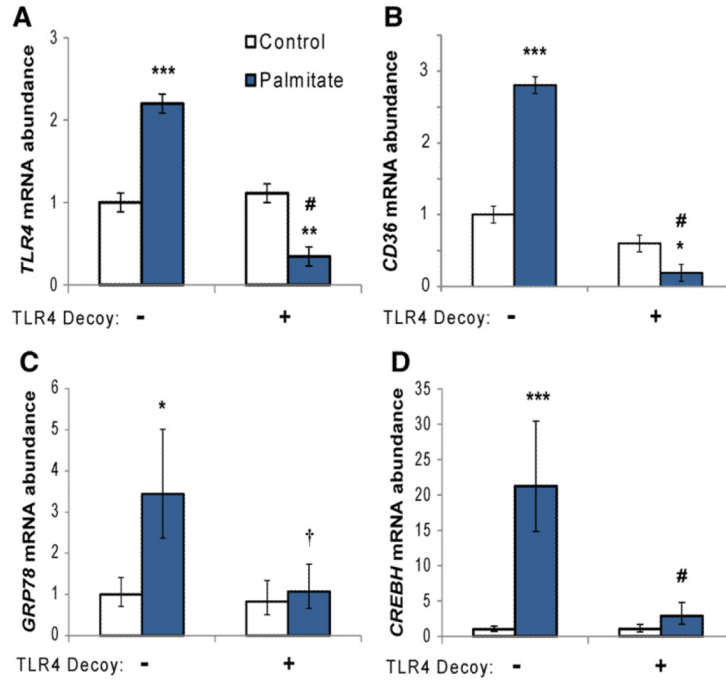 A
TLR4 mRNA abundance
3
2
1
0
Control
Palmitate
***
#
**
TLR4 Decoy: - +
B
CD36 mRNA abundance
3
2
1
0
***
#
*
TLR4 Decoy: - +
C
GRP78 mRNA abundance
6
5
4
3
2
1
0
*
†
TLR4 Decoy: - +
D
CREBH mRNA abundance
35
30
25
20
15
10
5
0
***
#
TLR4 Decoy: - +